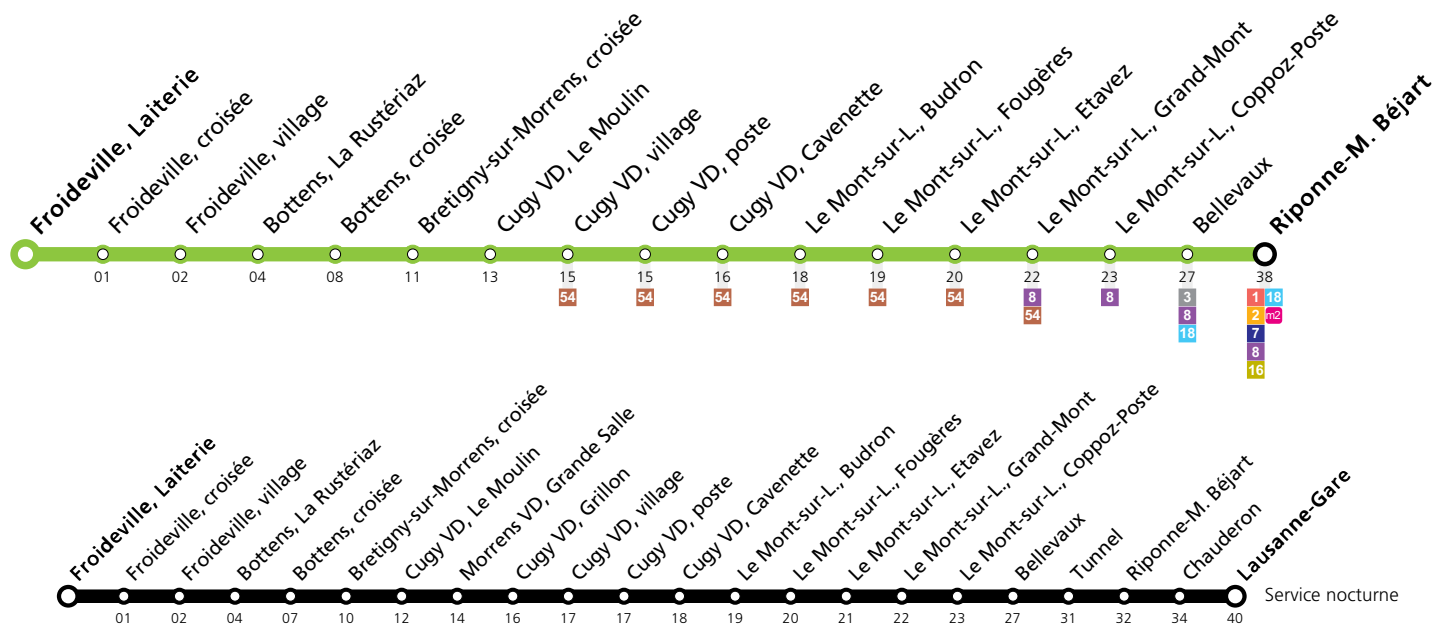 Froideville, Laiterie
Froideville, croisée
Froideville, village
Bottens, La Rustériaz
Bottens, croisée
Bretigny-sur-Morrens, croisée
Cugy VD, Le Moulin
Cugy VD, village
Cugy VD, poste
Cugy VD, Cavenette
Le Mont-sur-L., Budron
Le Mont-sur-L., Fougères
Le Mont-sur-L., Etavez
Le Mont-sur-L., Grand-Mont
Le Mont-sur-L., Coppoz-Poste
Bellevaux
Riponne-M. Béjart
01 02 04 08 11 13 15 15 16 18 19 20 22 23 27 38
54 54 54 54 54 54 8 8 3 1 18
54 8 2 m2
18 7
8
16
Froideville, Laiterie
Froideville, croisée
Froideville, village
Bottens, La Rustériaz
Bottens, croisée
Bretigny-sur-Morrens, croisée
Cugy VD, Le Moulin
Morrens VD, Grande Salle
Cugy VD, Grillon
Cugy VD, village
Cugy VD, poste
Cugy VD, Cavenette
Le Mont-sur-L., Budron
Le Mont-sur-L., Fougères
Le Mont-sur-L., Etavez
Le Mont-sur-L., Grand-Mont
Le Mont-sur-L., Coppoz-Poste
Bellevaux
Tunnel
Riponne-M. Béjart
Chauderon
Lausanne-Gare
Service nocturne
01 02 04 07 10 12 14 16 17 17 18 19 20 21 22 23 27 31 32 34 40